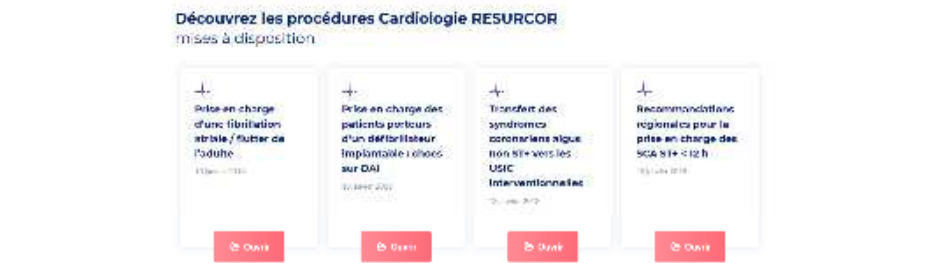 Découvrez les procédures Cardiologie RESURCOR
mises à disposition
Prise en charge
d'une fibrillation
atriale / flutter de
l'adulte
Ouvrir
Prise en charge des
patients porteurs
d'un défibrillateur
implantable : chocs
sur DAI
Ouvrir
Transfert des
syndromes
coronariens aigus
non ST+ vers les
USIC
interventionnelles
Ouvrir
Recommandations
régionales pour la
prise en charge des
SCA ST+ < 12 h
Ouvrir